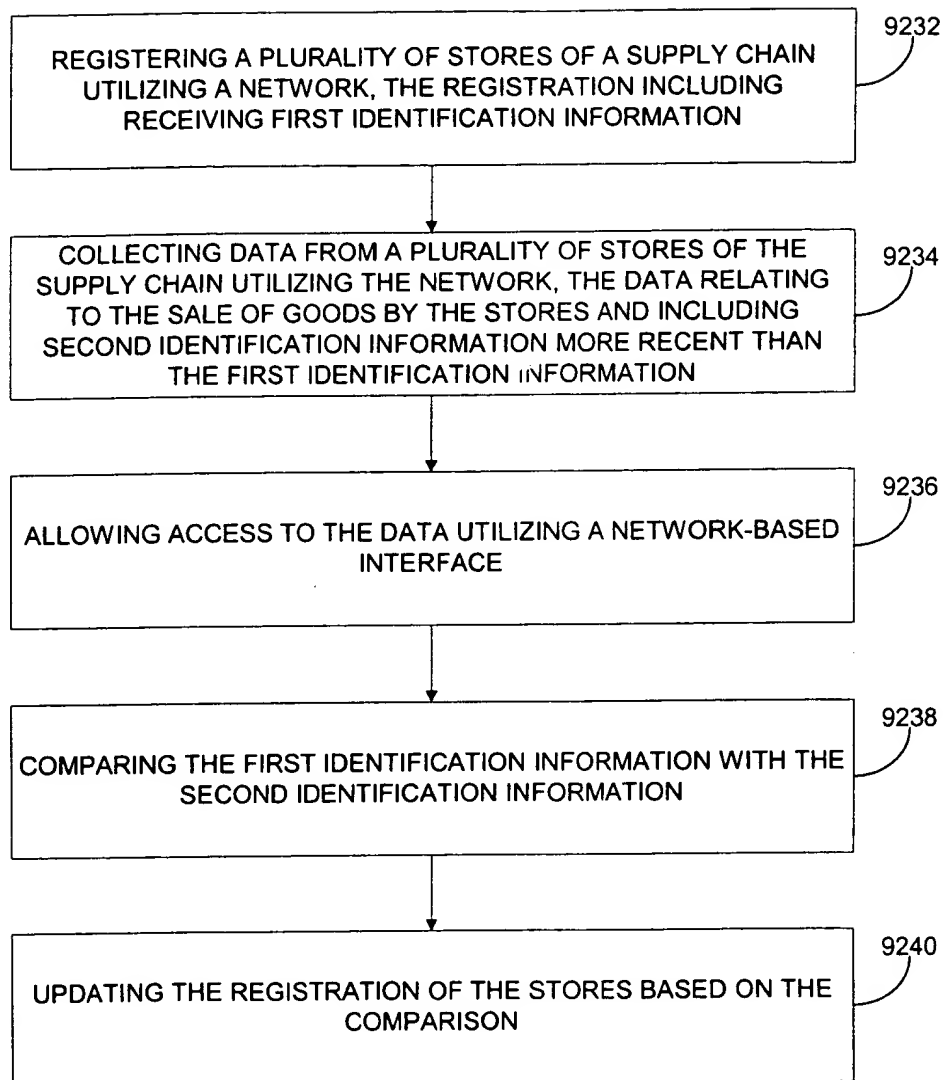 9232
REGISTERING A PLURALITY OF STORES OF A SUPPLY CHAIN
UTILIZING A NETWORK, THE REGISTRATION INCLUDING
RECEIVING FIRST IDENTIFICATION INFORMATION
9234
COLLECTING DATA FROM A PLURALITY OF STORES OF THE
SUPPLY CHAIN UTILIZING THE NETWORK, THE DATA RELATING
TO THE SALE OF GOODS BY THE STORES AND INCLUDING
SECOND IDENTIFICATION INFORMATION MORE RECENT THAN
THE FIRST IDENTIFICATION INFORMATION
9236
ALLOWING ACCESS TO THE DATA UTILIZING A NETWORK-BASED
INTERFACE
9238
COMPARING THE FIRST IDENTIFICATION INFORMATION WITH THE
SECOND IDENTIFICATION INFORMATION
9240
UPDATING THE REGISTRATION OF THE STORES BASED ON THE
COMPARISON